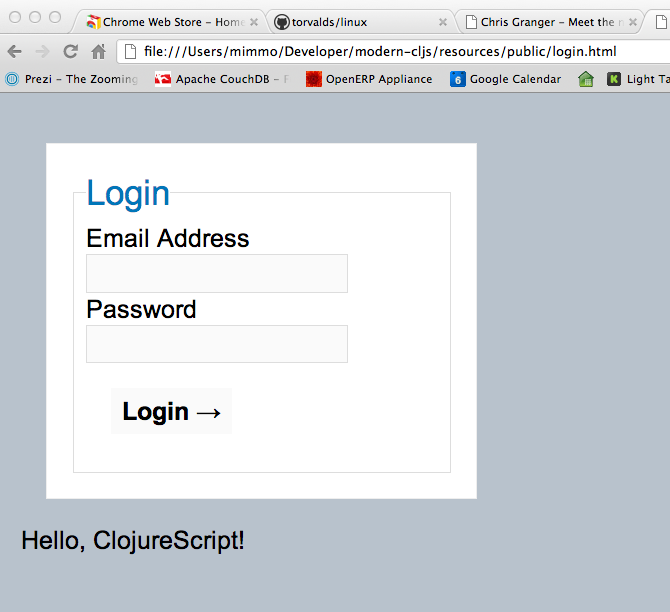 Chrome Web Store – Home
torvalds/linux
Chris Granger – Meet the n
file:///Users/mimmo/Developer/modern-cljs/resources/public/login.html
Prezi – The Zooming
Apache CouchDB –
OpenERP Appliance
6
Google Calendar
K
Light Ta
Login
Email Address
Password
Login →
Hello, ClojureScript!